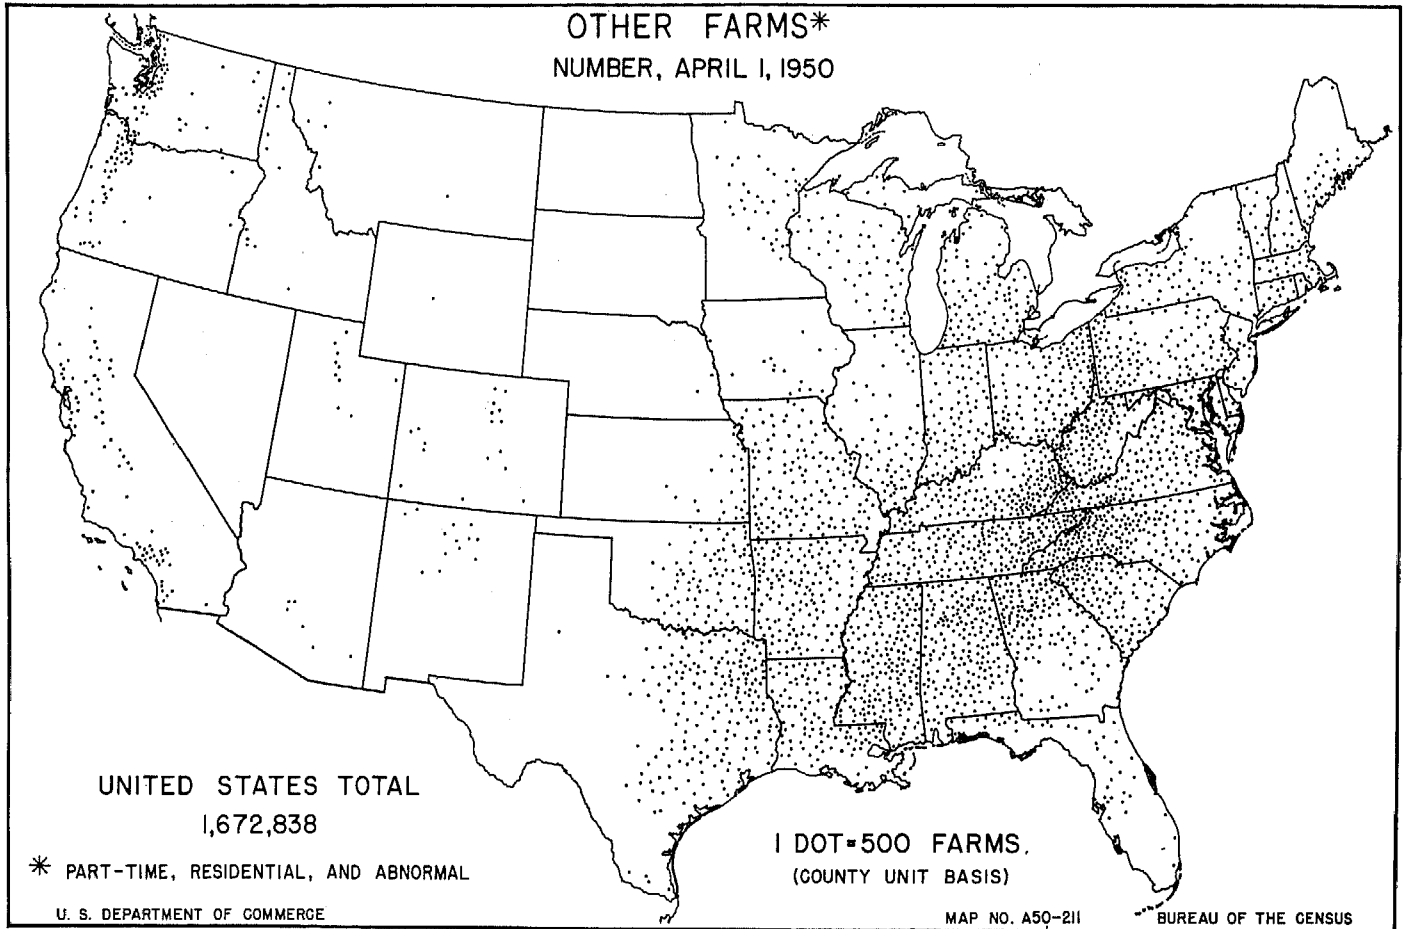 OTHER FARMS*
NUMBER, APRIL 1, 1950
UNITED STATES TOTAL
1,672,838
* PART-TIME, RESIDENTIAL, AND ABNORMAL
U. S. DEPARTMENT OF COMMERCE
1 DOT=500 FARMS.
(COUNTY UNIT BASIS)
MAP NO. A50-211
BUREAU OF THE CENSUS